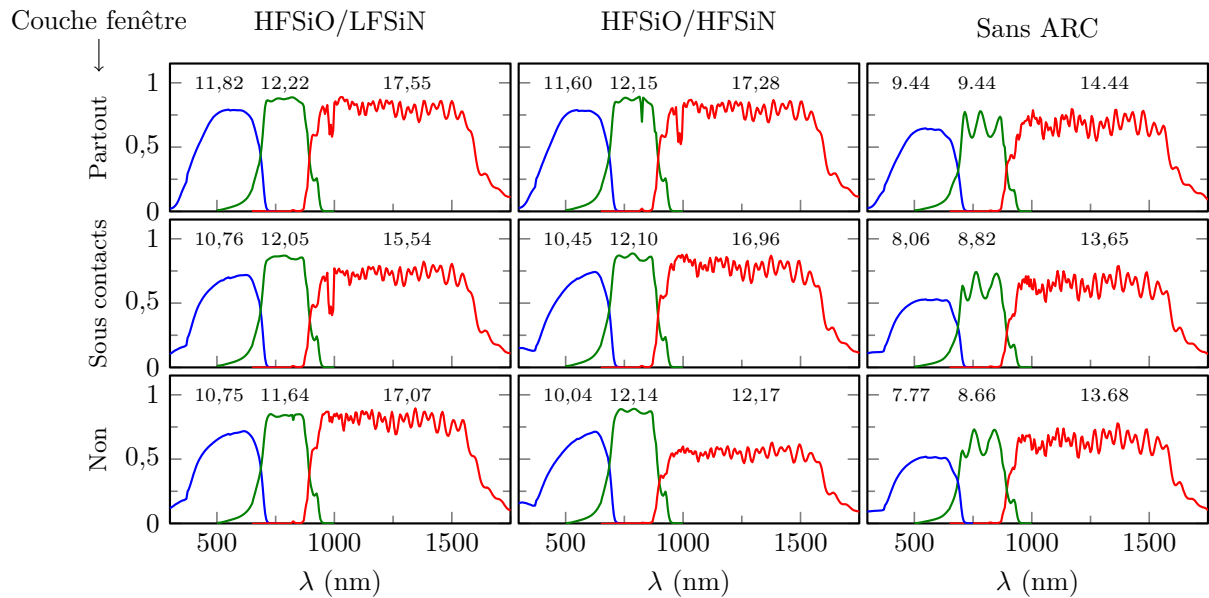 Couche fenêtre
HFSiO/LFSiN
HFSiO/HFSiN
Sans ARC
Partout
1
0,5
0
11,82 12,22 17,55
11,60 12,15 17,28
9.44 9.44 14.44
Sous contacts
1
0,5
0
10,76 12,05 15,54
10,45 12,10 16,96
8,06 8,82 13,65
Non
1
0,5
0
10,75 11,64 17,07
10,04 12,14 12,17
7.77 8.66 13.68
500 1000 1500
500 1000 1500
500 1000 1500
λ (nm)
λ (nm)
λ (nm)